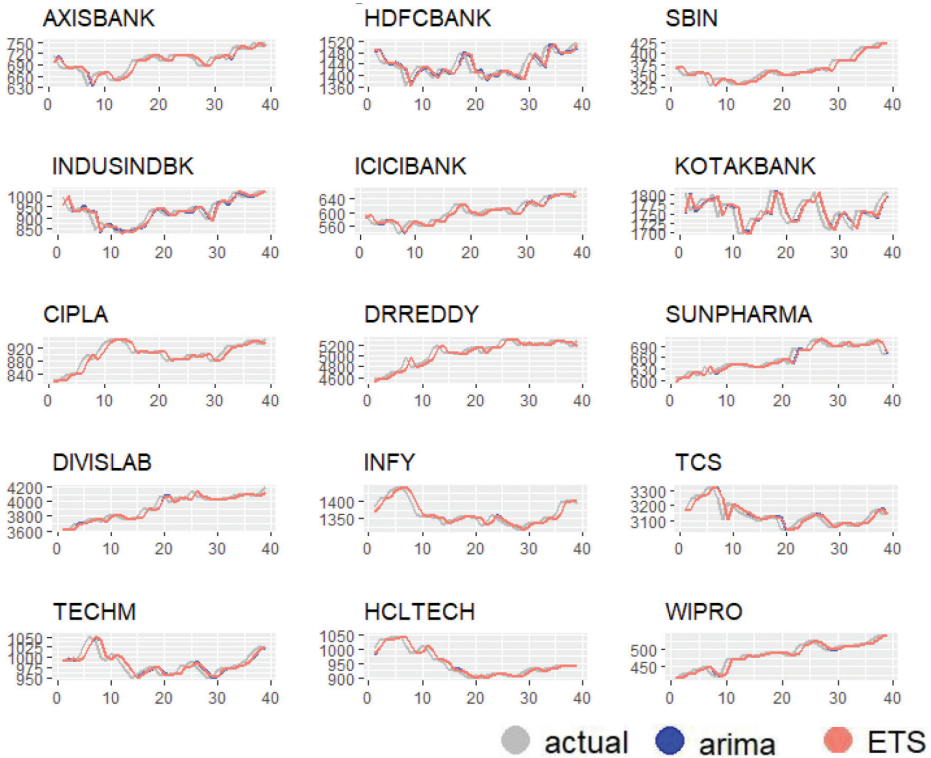 AXISBANK HDFCBANK SBIN
750 1520 425
720 1480 400
690 1440 375
660 1400 350
630 1360 325
0 10 20 30 40 0 10 20 30 40 0 10 20 30 40
INDUSINDBK ICICIBANK KOTAKBANK
1000 640 1800
950 600 1775
900 560 1750
850 1725
1700
0 10 20 30 40 0 10 20 30 40 0 10 20 30 40
CIPLA DRREDDY SUNPHARMA
920 5200 690
880 5000 660
840 4800 630
4600 600
0 10 20 30 40 0 10 20 30 40 0 10 20 30 40
DIVISLAB INFY TCS
4200 1400 3300
4000 1350 3200
3800 3100
3600
0 10 20 30 40 0 10 20 30 40 0 10 20 30 40
TECHM HCLTECH WIPRO
1050 1050 500
1025 1000 450
1000 950
975 900
950
0 10 20 30 40 0 10 20 30 40 0 10 20 30 40
actual arima ETS